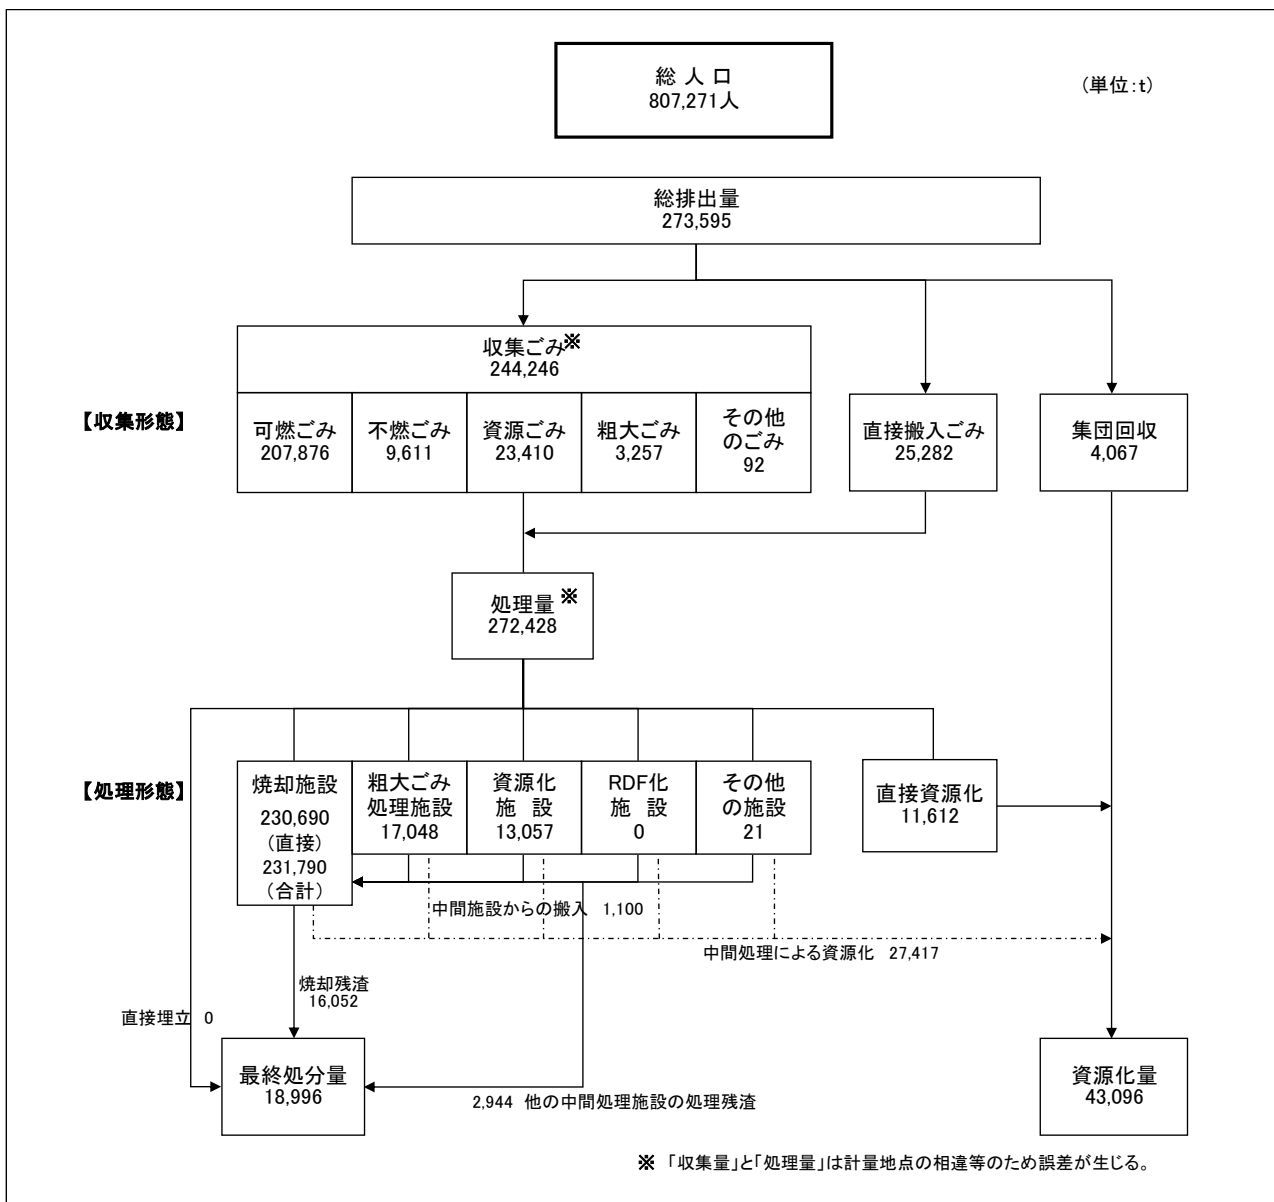 総 人 口
807,271人
(単位:t)
総排出量
273,595
収集ごみ※
244,246
【収集形態】
可燃ごみ
207,876
不燃ごみ
9,611
資源ごみ
23,410
粗大ごみ
3,257
その他
のごみ
92
直接搬入ごみ
25,282
集団回収
4,067
処理量※
272,428
【処理形態】
焼却施設
230,690
(直接)
231,790
(合計)
粗大ごみ
処理施設
17,048
資源化
施 設
13,057
RDF化
施 設
0
その他
の施設
21
直接資源化
11,612
中間施設からの搬入 1,100
中間処理による資源化 27,417
焼却残渣
16,052
直接埋立 0
最終処分量
18,996
2,944 他の中間処理施設の処理残渣
資源化量
43,096
※ 「収集量」と「処理量」は計量地点の相違等のため誤差が生じる。